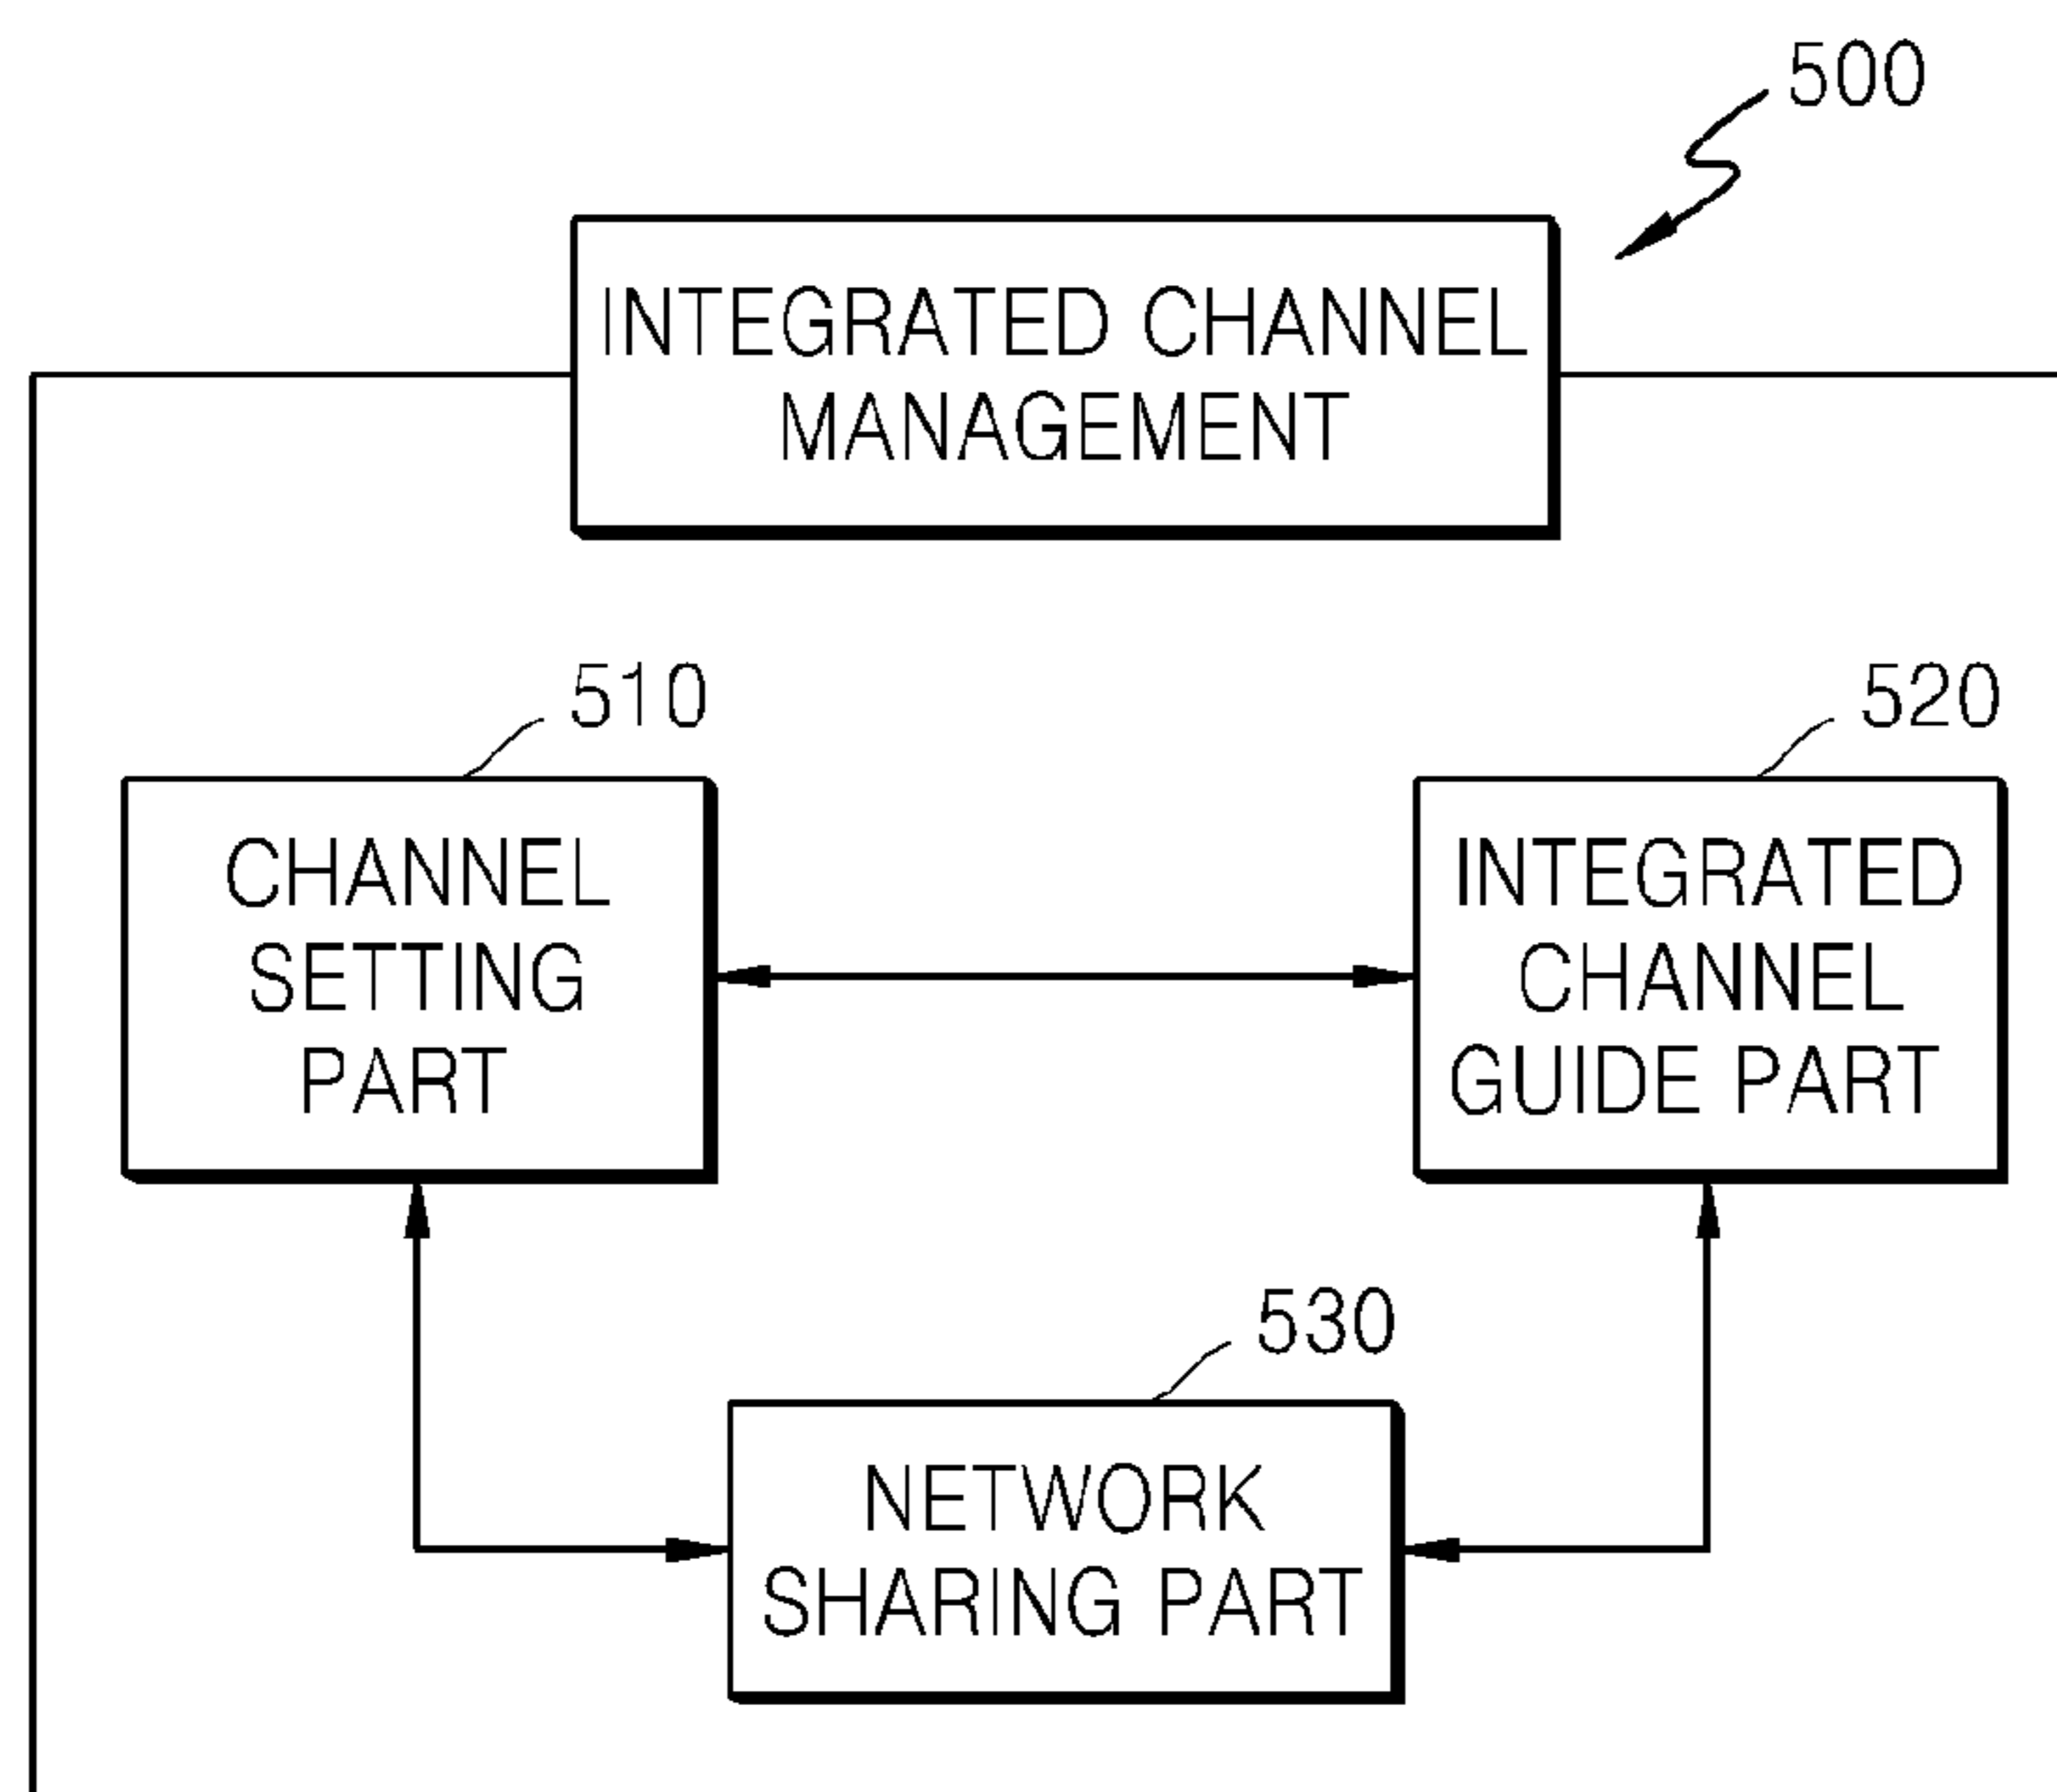 500
INTEGRATED CHANNEL
MANAGEMENT
510
520
CHANNEL
SETTING
PART
INTEGRATED
CHANNEL
GUIDE PART
530
NETWORK
SHARING PART